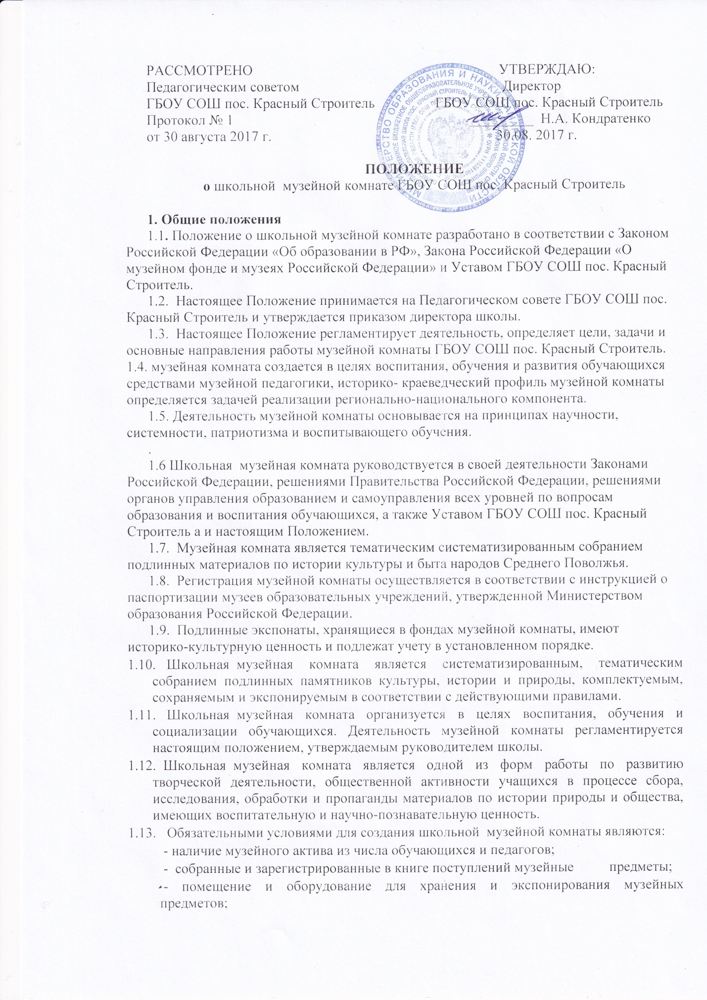 РАССМОТРЕНО
Педагогическим советом
ГБОУ СОШ пос. Красный Строитель
Протокол № 1
от 30 августа 2017 г.
УТВЕРЖДАЮ:
Директор
ГБОУ СОШ пос. Красный Строитель
Н.А. Кондратенко
30.08. 2017 г.
ПОЛОЖЕНИЕ
о школьной музейной комнате ГБОУ СОШ пос. Красный Строитель
1. Общие положения
1.1. Положение о школьной музейной комнате разработано в соответствии с Законом
Российской Федерации «Об образовании в РФ», Закона Российской Федерации «О
музейном фонде и музеях Российской Федерации» и Уставом ГБОУ СОШ пос. Красный
Строитель.
1.2. Настоящее Положение принимается на Педагогическом совете ГБОУ СОШ пос.
Красный Строитель и утверждается приказом директора школы.
1.3. Настоящее Положение регламентирует деятельность, определяет цели, задачи и
основные направления работы музейной комнаты ГБОУ СОШ пос. Красный Строитель.
1.4. музейная комната создается в целях воспитания, обучения и развития обучающихся
средствами музейной педагогики, историко- краеведческий профиль музейной комнаты
определяется задачей реализации регионально-национального компонента.
1.5. Деятельность музейной комнаты основывается на принципах научности,
системности, патриотизма и воспитывающего обучения.
.
1.6 Школьная музейная комната руководствуется в своей деятельности Законами
Российской Федерации, решениями Правительства Российской Федерации, решениями
органов управления образованием и самоуправления всех уровней по вопросам
образования и воспитания обучающихся, а также Уставом ГБОУ СОШ пос. Красный
Строитель а и настоящим Положением.
1.7. Музейная комната является тематическим систематизированным собранием
подлинных материалов по истории культуры и быта народов Среднего Поволжья.
1.8. Регистрация музейной комнаты осуществляется в соответствии с инструкцией о
паспортизации музеев образовательных учреждений, утвержденной Министерством
образования Российской Федерации.
1.9. Подлинные экспонаты, хранящиеся в фондах музейной комнаты, имеют
историко-культурную ценность и подлежат учету в установленном порядке.
1.10. Школьная музейная комната является систематизированным, тематическим
собранием подлинных памятников культуры, истории и природы, комплектуемым,
сохраняемым и экспонируемым в соответствии с действующими правилами.
1.11. Школьная музейная комната организуется в целях воспитания, обучения и
социализации обучающихся. Деятельность музейной комнаты регламентируется
настоящим положением, утверждаемым руководителем школы.
1.12. Школьная музейная комната является одной из форм работы по развитию
творческой деятельности, общественной активности учащихся в процессе сбора,
исследования, обработки и пропаганды материалов по истории природы и общества,
имеющих воспитательную и научно-познавательную ценность.
1.13. Обязательными условиями для создания школьной музейной комнаты являются:
- наличие музейного актива из числа обучающихся и педагогов;
- собранные и зарегистрированные в книге поступлений музейные предметы;
- помещение и оборудование для хранения и экспонирования музейных
предметов;